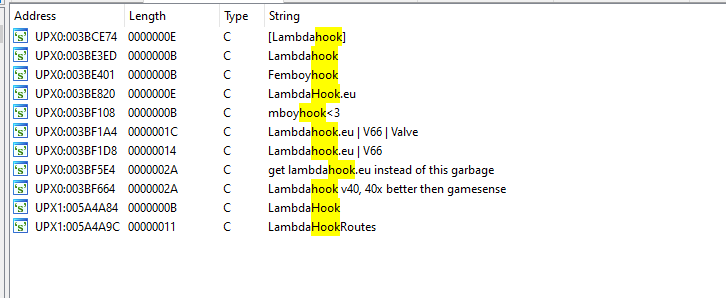 Address Length Type String
's' UPX0:003BCE74 0000000E C [Lambdahook]
's' UPX0:003BE3ED 0000000B C Lambdahook
's' UPX0:003BE401 0000000B C Femboyhook
's' UPX0:003BE820 0000000E C LambdaHook.eu
's' UPX0:003BF108 0000000B C mboyhook<3
's' UPX0:003BF1A4 0000001C C Lambdahook.eu | V66 | Valve
's' UPX0:003BF1D8 00000014 C Lambdahook.eu | V66
's' UPX0:003BF5E4 0000002A C get lambdahook.eu instead of this garbage
's' UPX0:003BF664 0000002A C Lambdahook v40, 40x better then gamesense
's' UPX1:005A4A84 0000000B C LambdaHook
's' UPX1:005A4A9C 00000011 C LambdaHookRoutes